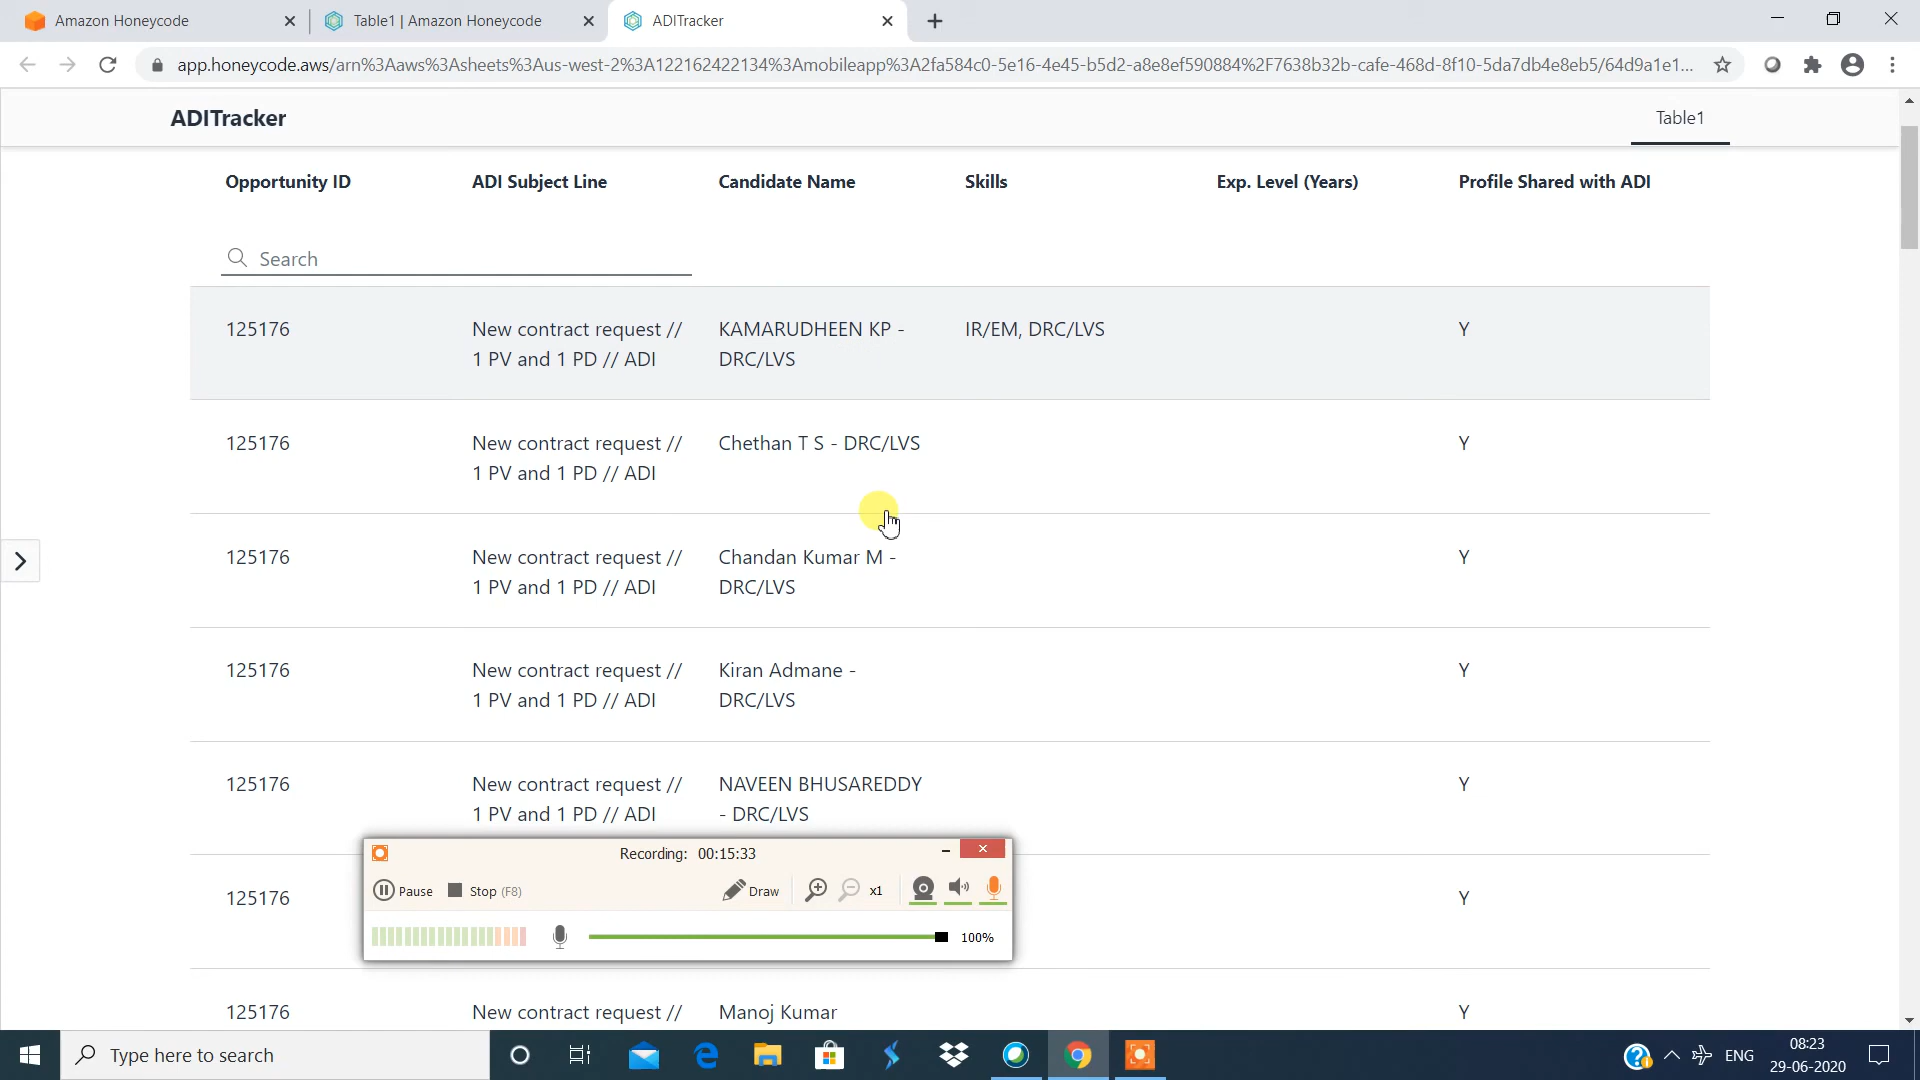 Amazon Honeycode
Table1 | Amazon Honeycode
ADITracker
app.honeycode.aws/arn%3Aaws%3Asheets%3Aus-west-2%3A122162422134%3Amobileapp%3A2fa584c0-5e16-4e45-b5d2-a8e8ef590884%2F7638b32b-cafe-468d-8f10-5da7db4e8eb5/64d9a1e1...
ADITracker
Table1
Opportunity ID
ADI Subject Line
Candidate Name
Skills
Exp. Level (Years)
Profile Shared with ADI
Search
125176
New contract request //
1 PV and 1 PD // ADI
KAMARUDHEEN KP -
DRC/LVS
IR/EM, DRC/LVS
Y
125176
New contract request //
1 PV and 1 PD // ADI
Chethan T S - DRC/LVS
Y
125176
New contract request //
1 PV and 1 PD // ADI
Chandan Kumar M -
DRC/LVS
Y
125176
New contract request //
1 PV and 1 PD // ADI
Kiran Admane -
DRC/LVS
Y
125176
New contract request //
1 PV and 1 PD // ADI
NAVEEN BHUSAREDDY
- DRC/LVS
Y
125176
Y
125176
New contract request //
Manoj Kumar
Y
Recording: 00:15:33
Pause
Stop (F8)
Draw
x1
100%
Type here to search
ENG
08:23
29-06-2020